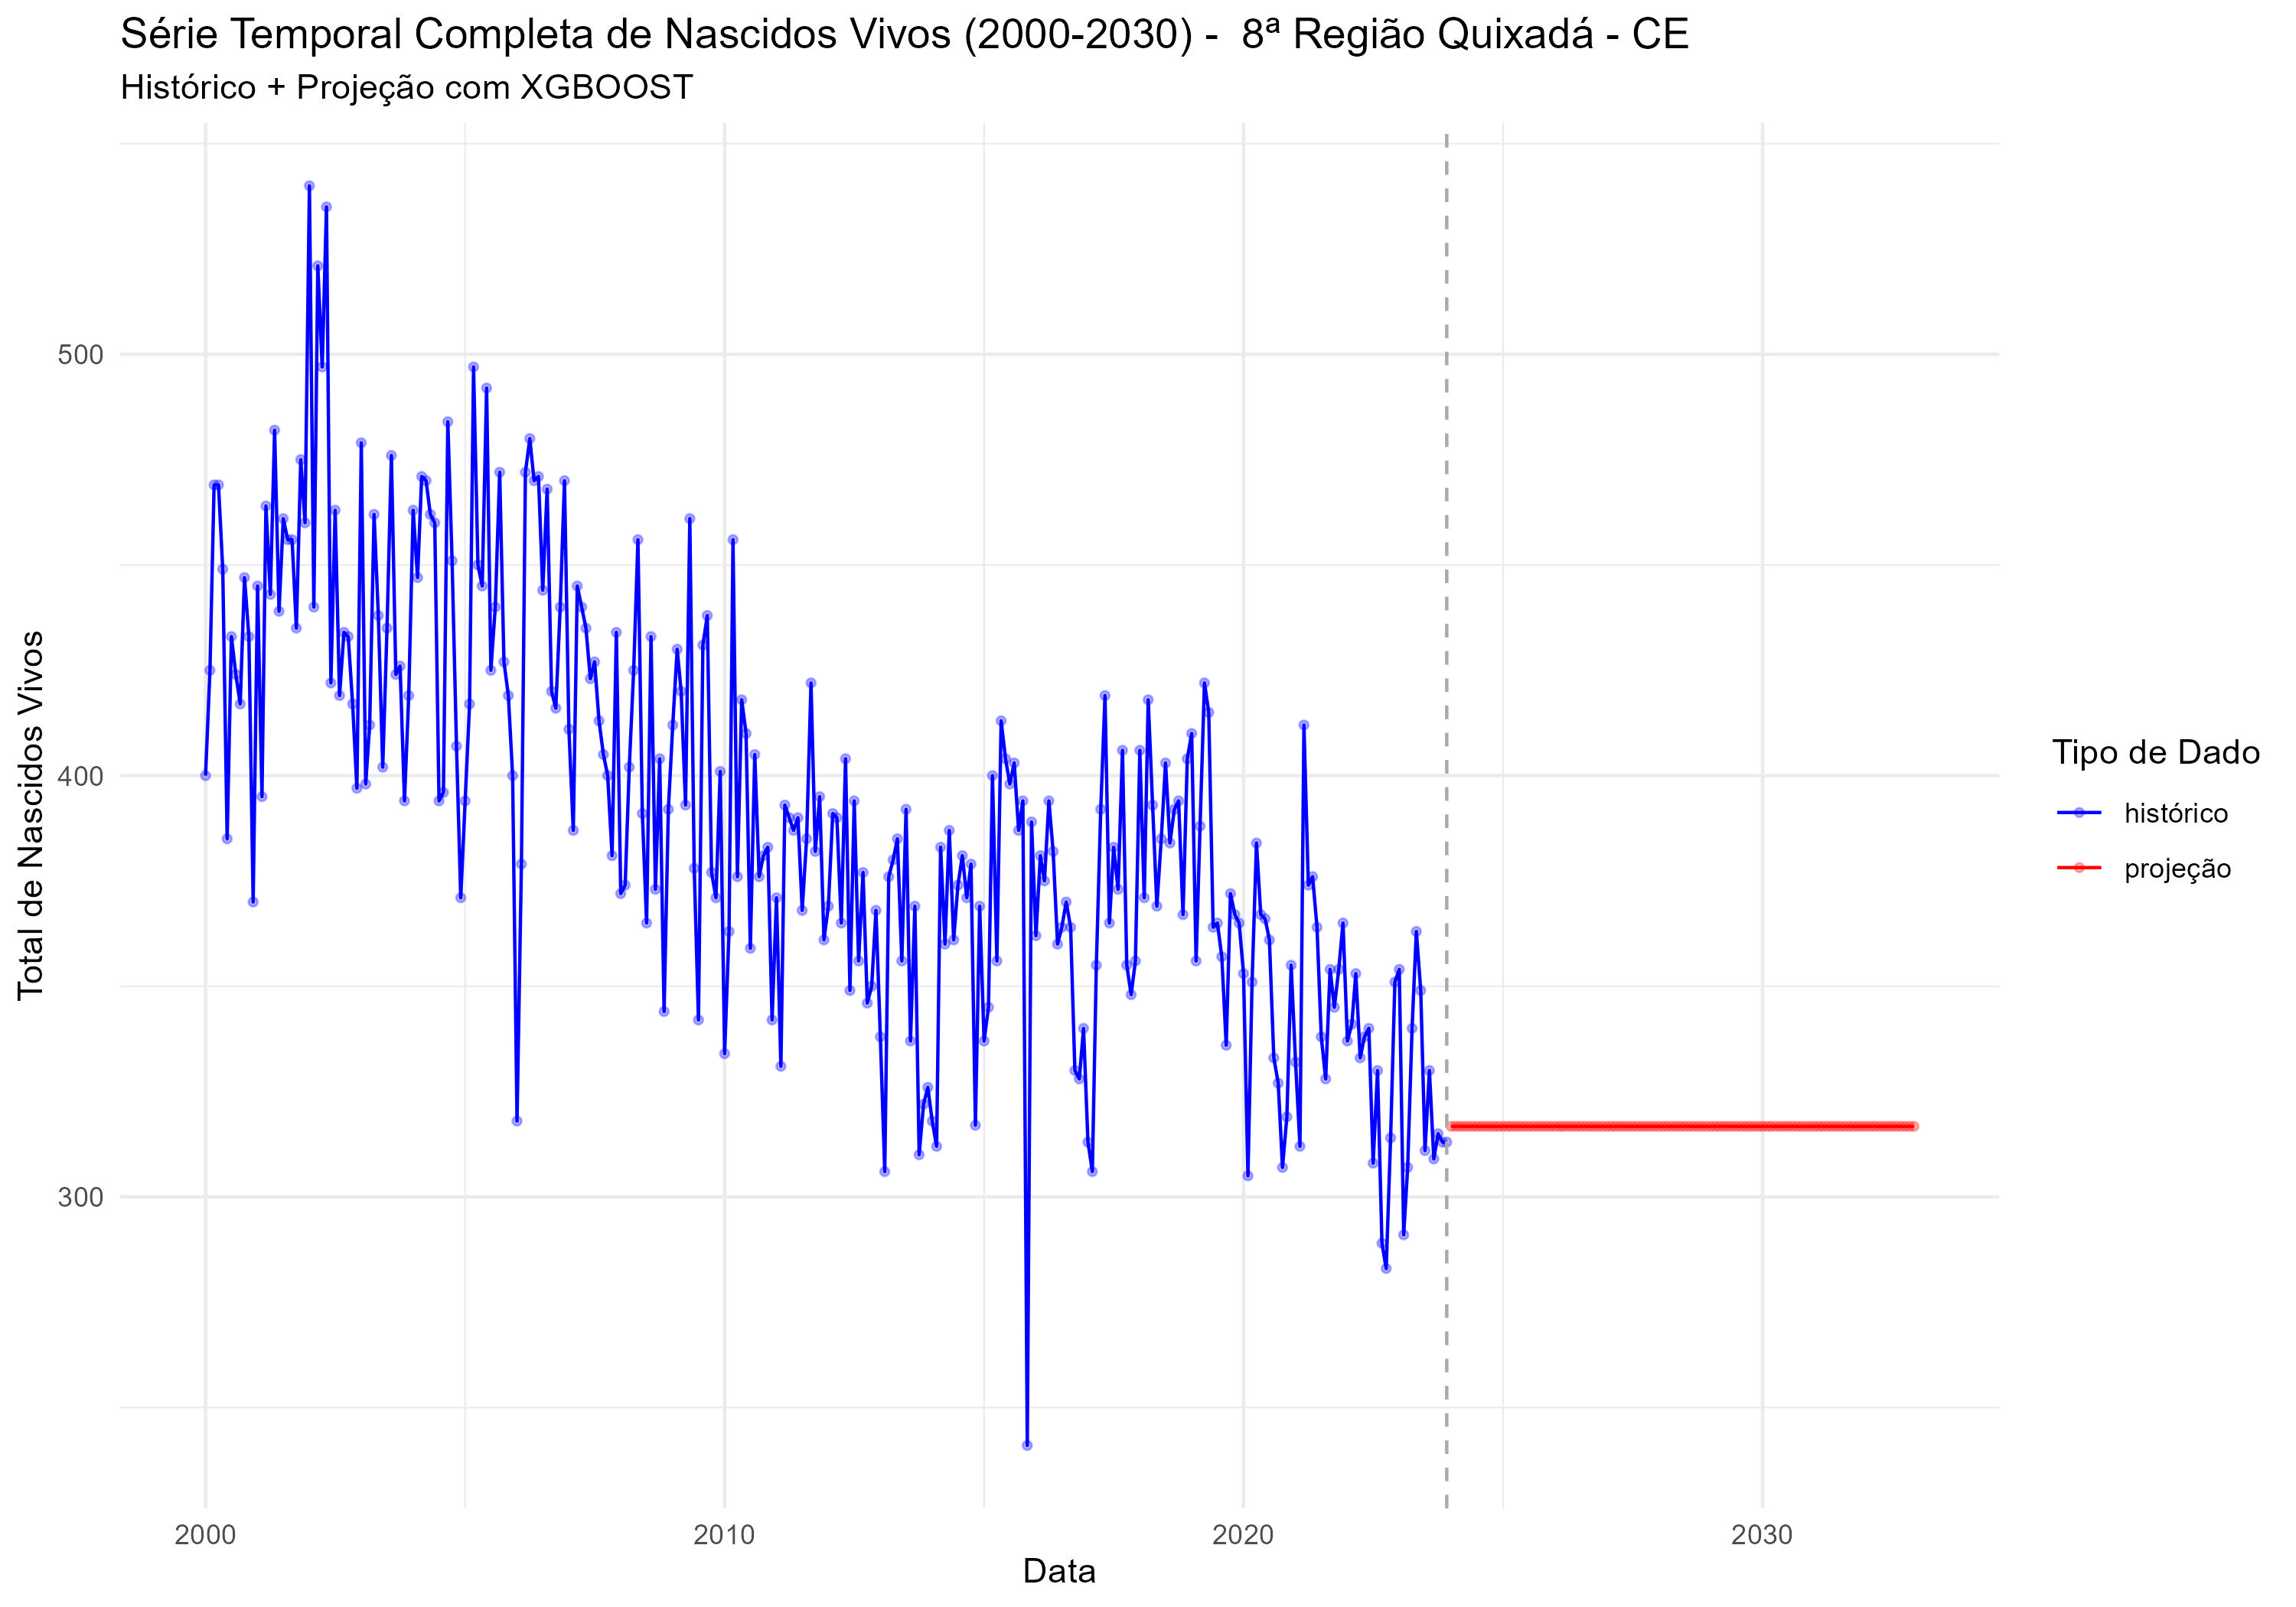 Série Temporal Completa de Nascidos Vivos (2000-2030) -  8ª Região Quixadá - CE
Histórico + Projeção com XGBOOST
Total de Nascidos Vivos
500
400
300
2000
2010
2020
2030
Data
Tipo de Dado
histórico
projeção